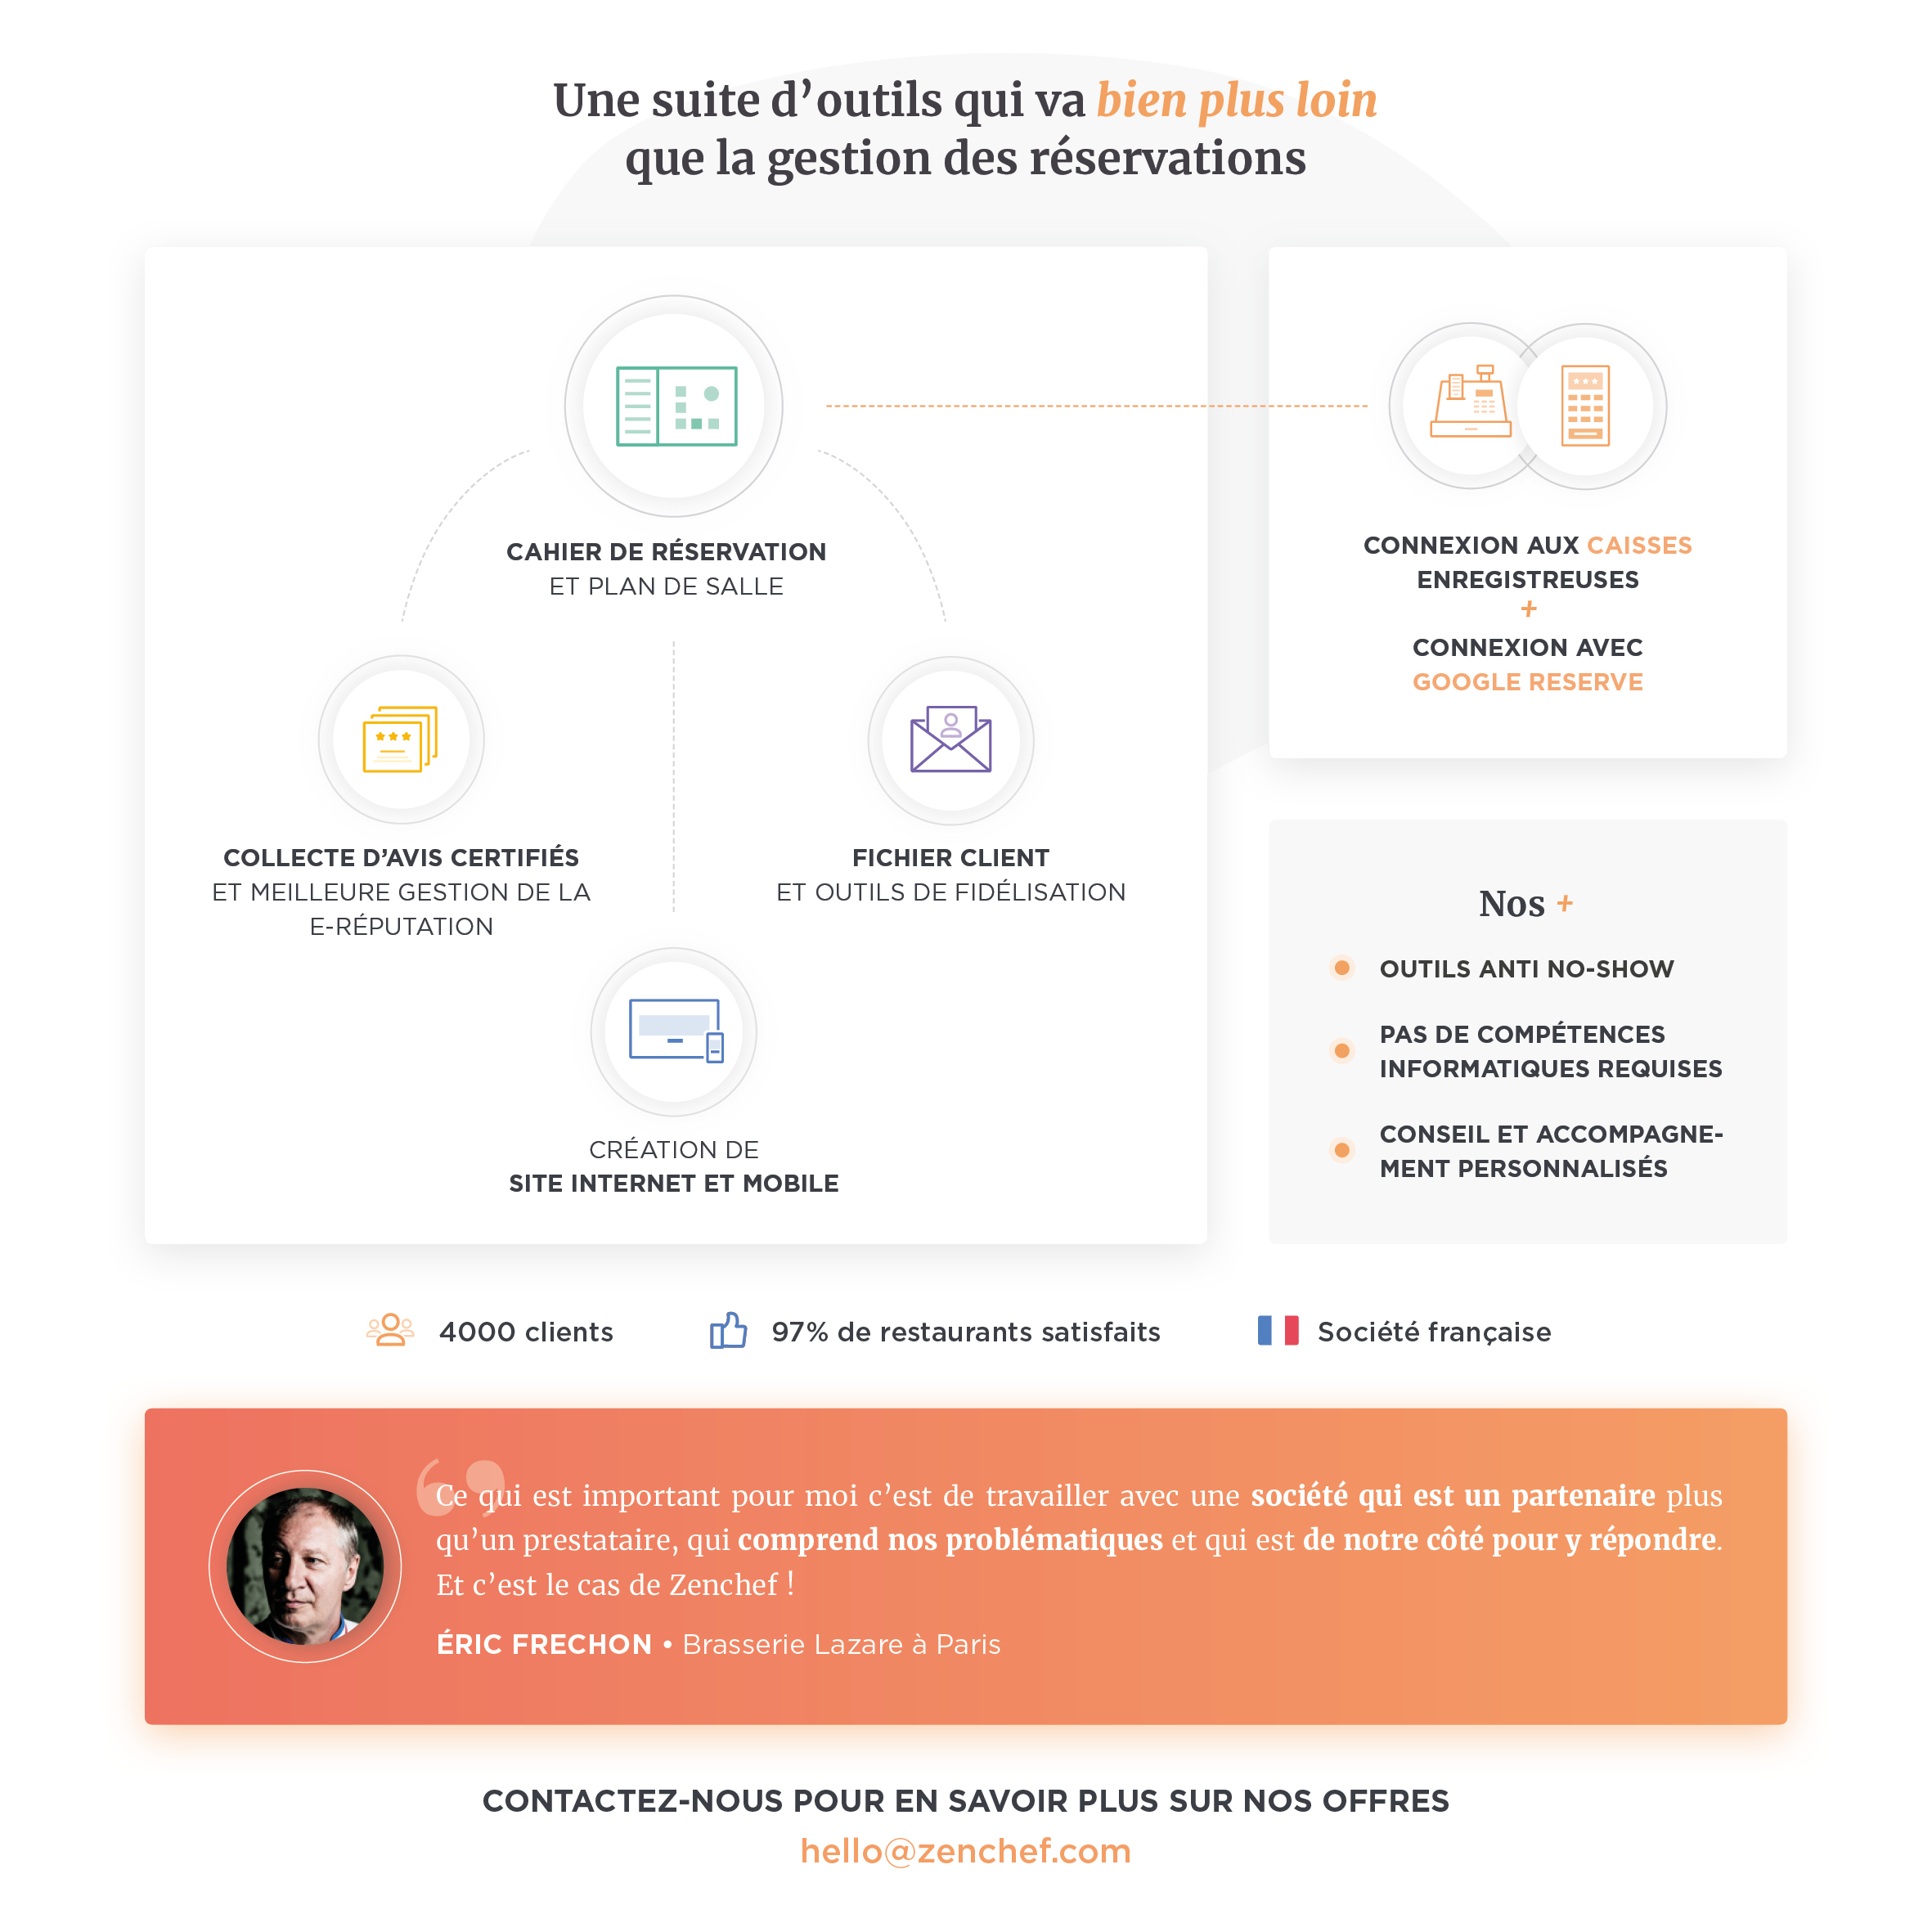 Une suite d’outils qui va bien plus loin
que la gestion des réservations
CAHIER DE RÉSERVATION
ET PLAN DE SALLE
COLLECTE D’AVIS CERTIFIÉS
ET MEILLEURE GESTION DE LA
E-RÉPUTATION
FICHIER CLIENT
ET OUTILS DE FIDÉLISATION
CRÉATION DE
SITE INTERNET ET MOBILE
CONNEXION AUX CAISSES
ENREGISTREUSES
+
CONNEXION AVEC
GOOGLE RESERVE
Nos +
OUTILS ANTI NO-SHOW
PAS DE COMPÉTENCES
INFORMATIQUES REQUISES
CONSEIL ET ACCOMPAGNE-
MENT PERSONNALISÉS
4000 clients
97% de restaurants satisfaits
Société française
Ce qui est important pour moi c’est de travailler avec une société qui est un partenaire plus
qu’un prestataire, qui comprend nos problématiques et qui est de notre côté pour y répondre.
Et c’est le cas de Zenchef !
ÉRIC FRECHON • Brasserie Lazare à Paris
CONTACTEZ-NOUS POUR EN SAVOIR PLUS SUR NOS OFFRES
hello@zenchef.com